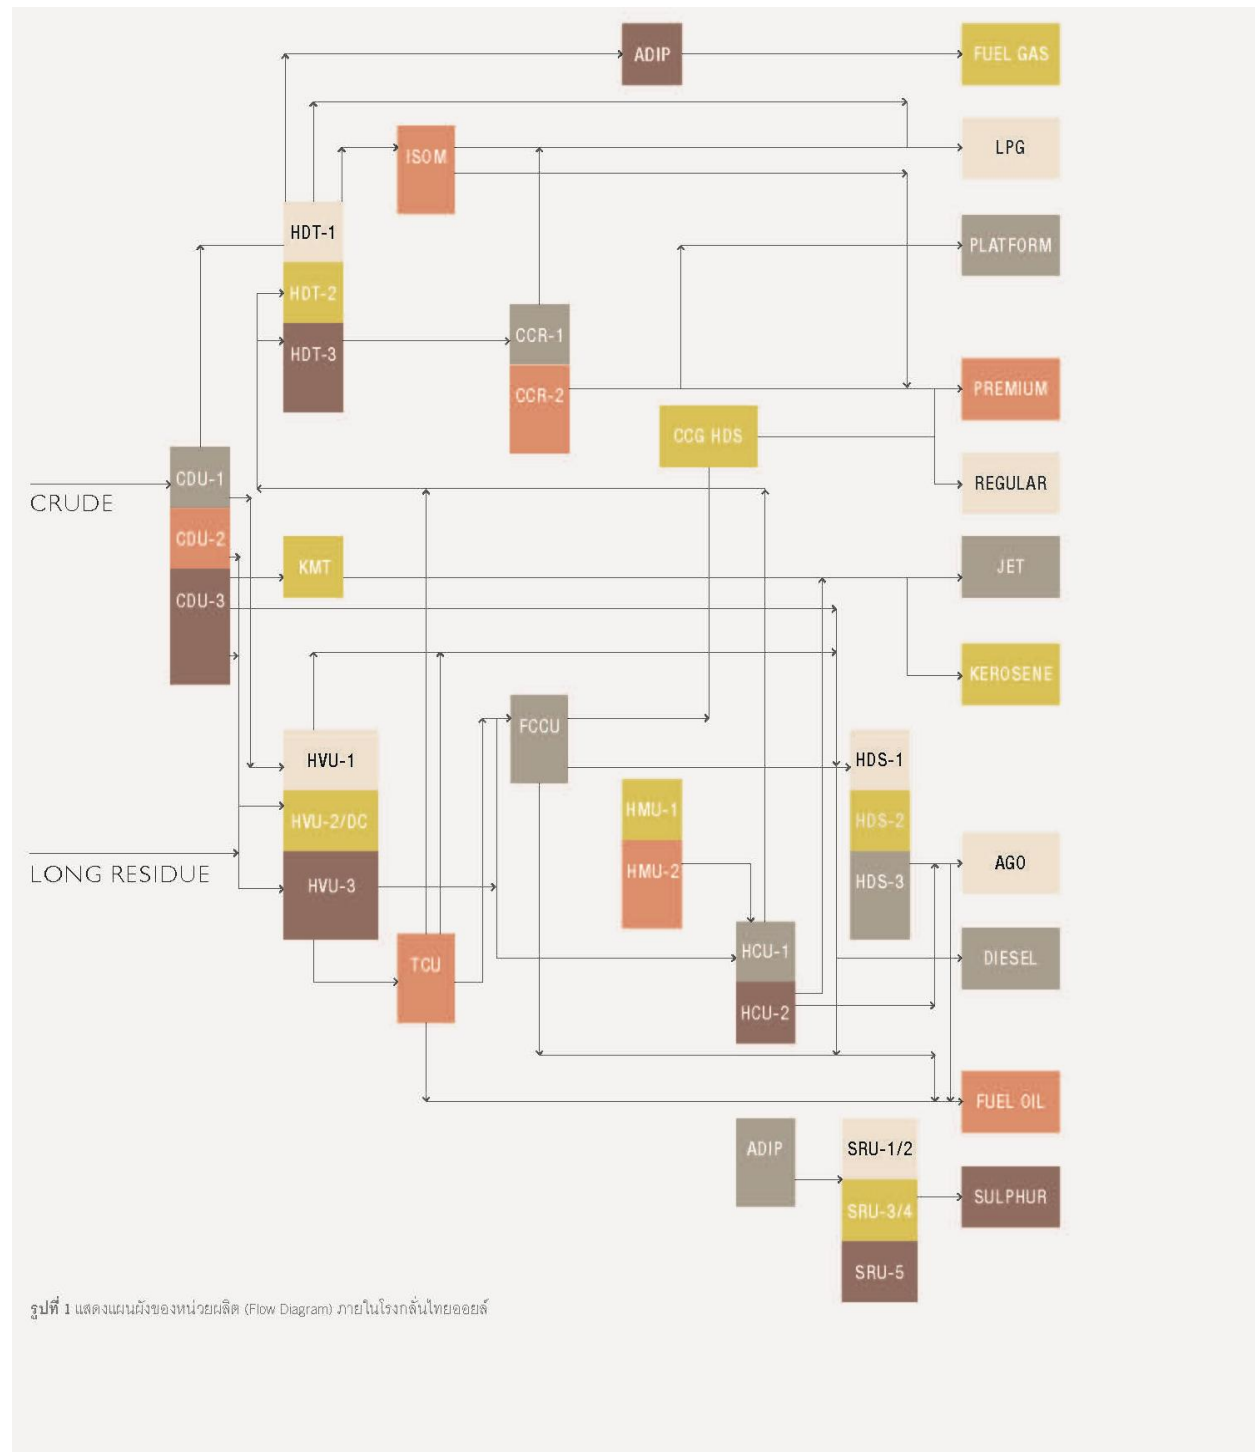 ADIP
FUEL GAS
LPG
ISOM
HDT-1
PLATFORM
HDT-2
HDT-3
CCR-1
CCR-2
PREMIUM
CCG HDS
CDU-1
REGULAR
CRUDE
CDU-2
KMT
JET
CDU-3
KEROSENE
FCCU
HVU-1
HDS-1
HMU-1
HVU-2/DC
HDS-2
LONG RESIDUE
HMU-2
HVU-3
HDS-3
AGO
TCU
HCU-1
DIESEL
HCU-2
FUEL OIL
ADIP
SRU-1/2
SULPHUR
SRU-3/4
SRU-5
รูปที่ 1 แสดงแผนผังของหน่วยผลิต (Flow Diagram) ภายในโรงกลั่นไทยออยล์